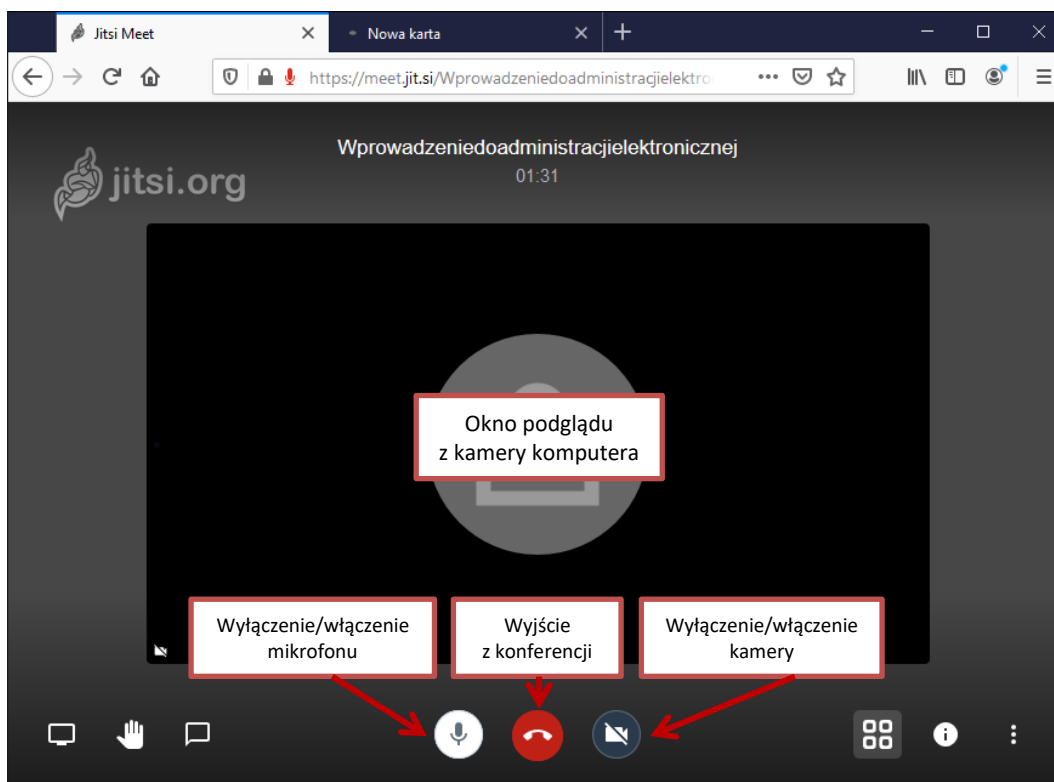 Jitsi Meet
Nowa karta
https://meet.jit.si/Wprowadzeniedoadministracjielektro
Wprowadzeniedoadministracjielektronicznej
01:31
jitsi.org
Okno podglądu
z kamery komputera
Wyłączenie/włączenie
mikrofonu
Wyjście
z konferencji
Wyłączenie/włączenie
kamery